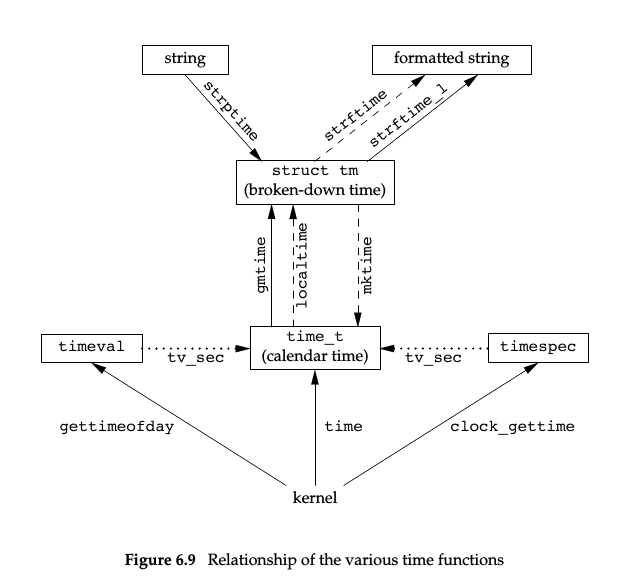 string
formatted string
strptime
strftime
strftime_l
struct tm
(broken-down time)
gmtime
localtime
mktime
timeval
tv_sec
time_t
(calendar time)
tv_sec
timespec
gettimeofday
time
clock_gettime
kernel
Figure 6.9 Relationship of the various time functions